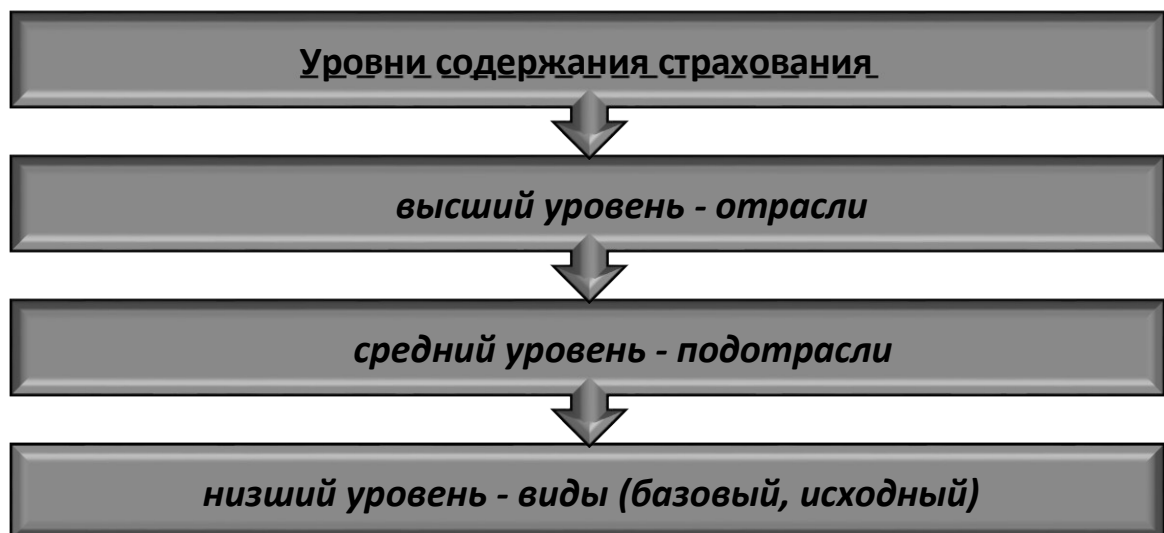 Уровни содержания страхования
высший уровень - отрасли
средний уровень - подотрасли
низший уровень - виды (базовый, исходный)